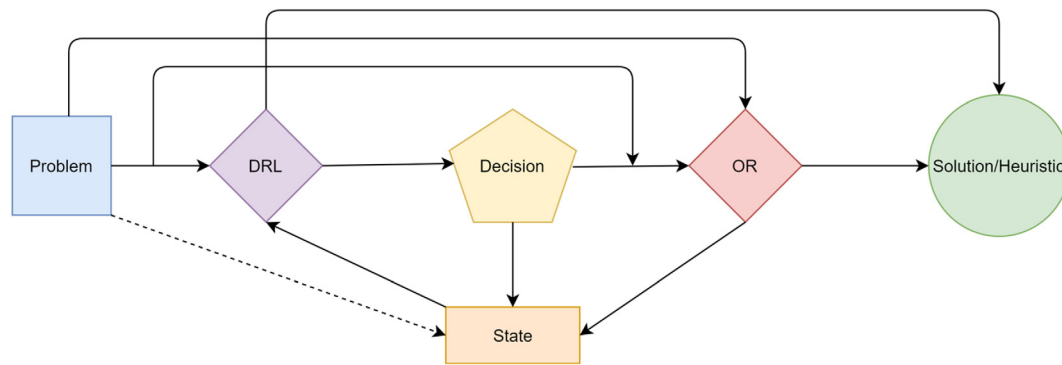 Problem
DRL
Decision
OR
Solution/Heuristic
State